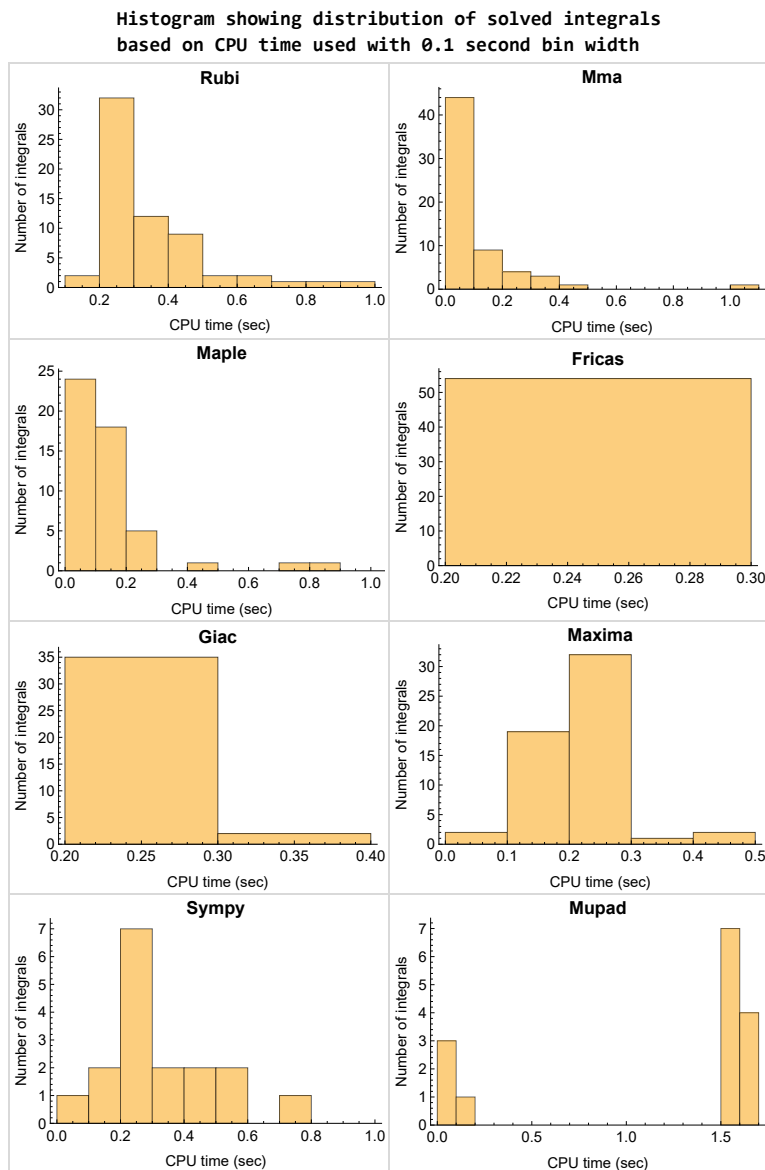 Histogram showing distribution of solved integrals
based on CPU time used with 0.1 second bin width
Rubi
Number of integrals
30
25
20
15
10
5
0
0.2 0.4 0.6 0.8 1.0
CPU time (sec)
Mma
Number of integrals
40
30
20
10
0
0.0 0.2 0.4 0.6 0.8 1.0
CPU time (sec)
Maple
Number of integrals
25
20
15
10
5
0
0.0 0.2 0.4 0.6 0.8 1.0
CPU time (sec)
Fricas
Number of integrals
50
40
30
20
10
0
0.20 0.22 0.24 0.26 0.28 0.30
CPU time (sec)
Giac
Number of integrals
35
30
25
20
15
10
5
0
0.20 0.25 0.30 0.35 0.40
CPU time (sec)
Maxima
Number of integrals
30
25
20
15
10
5
0
0.0 0.1 0.2 0.3 0.4 0.5
CPU time (sec)
Sympy
Number of integrals
7
6
5
4
3
2
1
0
0.0 0.2 0.4 0.6 0.8 1.0
CPU time (sec)
Mupad
Number of integrals
7
6
5
4
3
2
1
0
0.0 0.5 1.0 1.5
CPU time (sec)